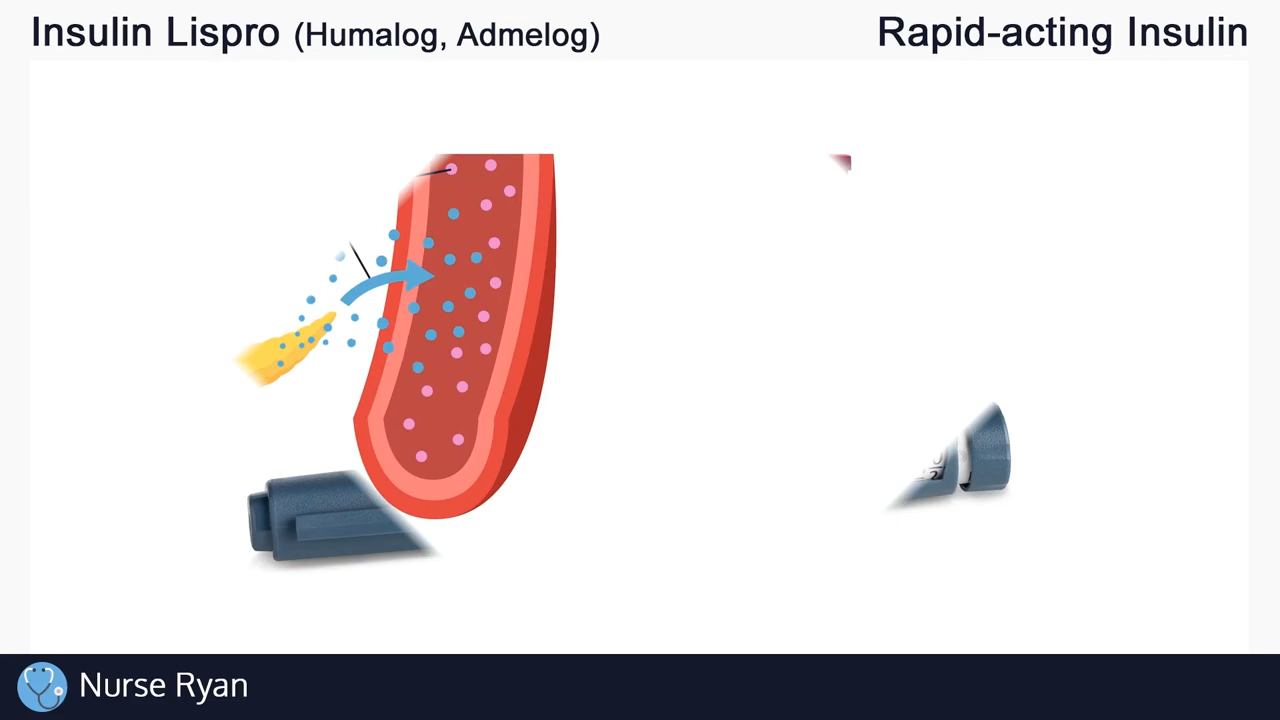 Insulin Lispro (Humalog, Admelog)
Rapid-acting Insulin
Nurse Ryan